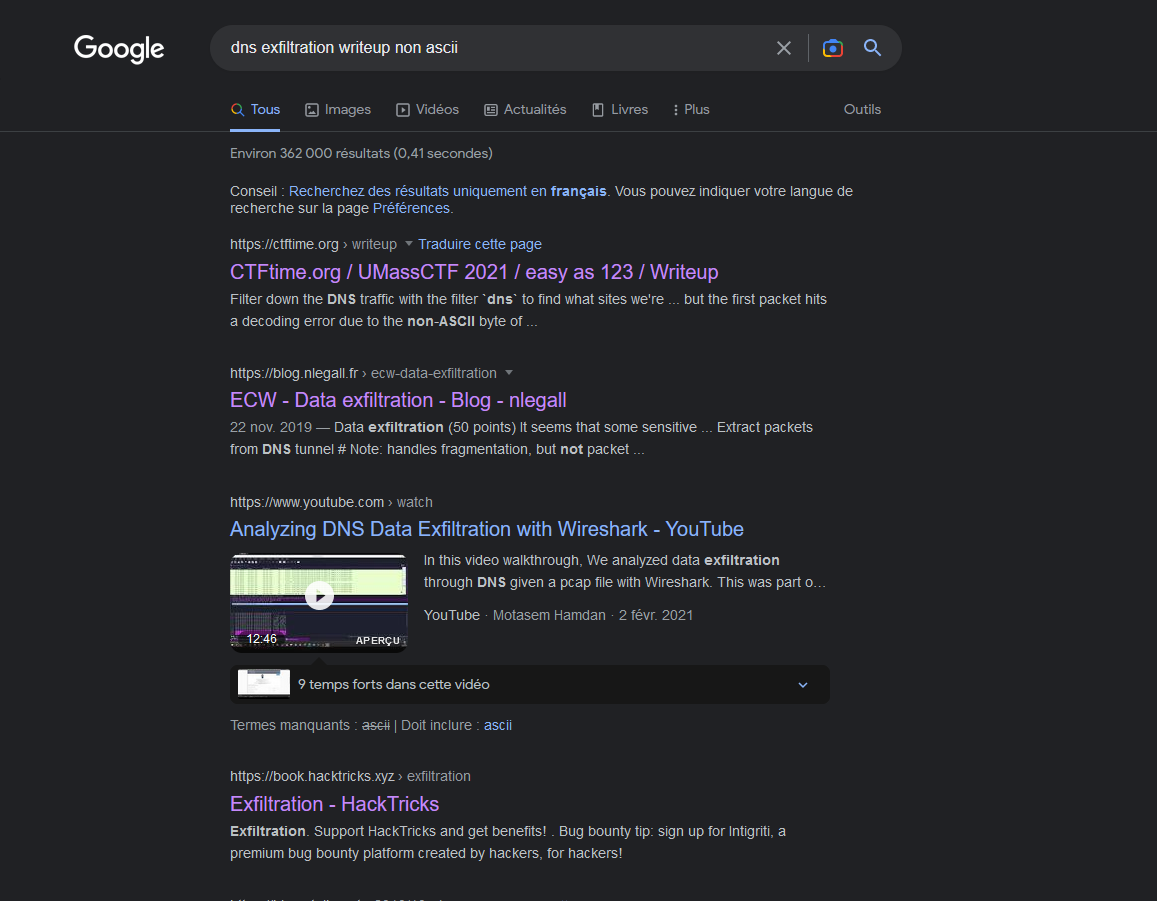 Google
dns exfiltration writeup non ascii
Tous Images Vidéos Actualités Livres Plus Outils
Environ 362 000 résultats (0,41 secondes)
Conseil : Recherchez des résultats uniquement en français. Vous pouvez indiquer votre langue de
recherche sur la page Préférences.
https://ctftime.org › writeup Traduire cette page
CTFtime.org / UMassCTF 2021 / easy as 123 / Writeup
Filter down the DNS traffic with the filter `dns` to find what sites we're ... but the first packet hits
a decoding error due to the non-ASCII byte of ...
https://blog.nlegall.fr › ecw-data-exfiltration
ECW - Data exfiltration - Blog - nlegall
22 nov. 2019 — Data exfiltration (50 points) It seems that some sensitive ... Extract packets
from DNS tunnel # Note: handles fragmentation, but not packet ...
https://www.youtube.com › watch
Analyzing DNS Data Exfiltration with Wireshark - YouTube
In this video walkthrough, We analyzed data exfiltration
through DNS given a pcap file with Wireshark. This was part o...
YouTube · Motasem Hamdan · 2 févr. 2021
12:46 APERÇU
9 temps forts dans cette vidéo
Termes manquants : ascii | Doit inclure : ascii
https://book.hacktricks.xyz › exfiltration
Exfiltration - HackTricks
Exfiltration. Support HackTricks and get benefits! . Bug bounty tip: sign up for Intigriti, a
premium bug bounty platform created by hackers, for hackers!